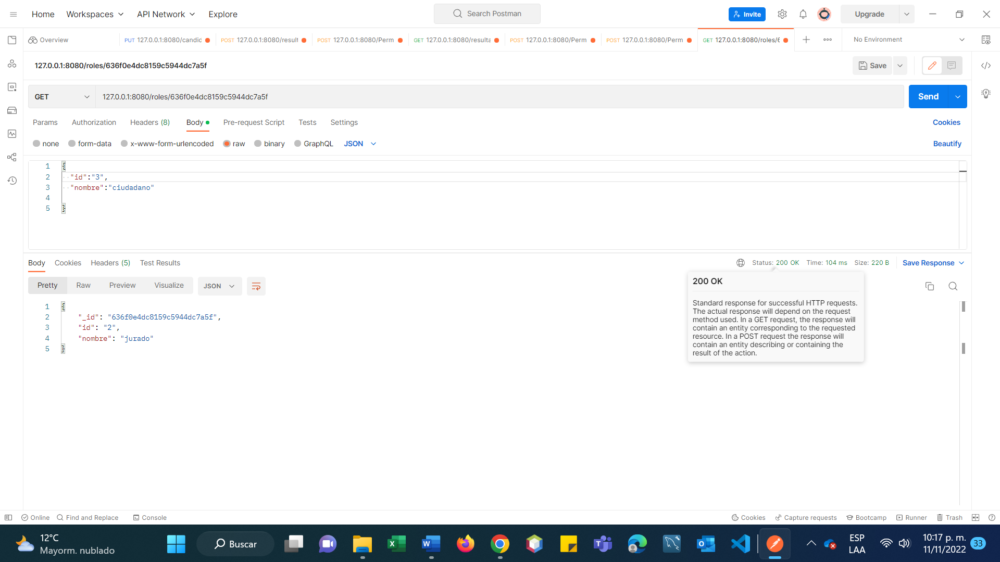 Home Workspaces API Network Explore Search Postman Invite Upgrade
Overview PUT 127.0.0.1:8080/candid POST 127.0.0.1:8080/result POST 127.0.0.1:8080/Perm GET 127.0.0.1:8080/resulta POST 127.0.0.1:8080/Perm POST 127.0.0.1:8080/Perm GET 127.0.0.1:8080/roles/6 No Environment
127.0.0.1:8080/roles/636f0e4dc8159c5944dc7a5f Save
GET 127.0.0.1:8080/roles/636f0e4dc8159c5944dc7a5f Send
Params Authorization Headers (8) Body Pre-request Script Tests Settings Cookies
none form-data x-www-form-urlencoded raw binary GraphQL JSON Beautify
1 {
2 "id":"3",
3 "nombre":"ciudadano"
4
5 }
Body Cookies Headers (5) Test Results Status: 200 OK Time: 104 ms Size: 220 B Save Response
Pretty Raw Preview Visualize JSON
1 {
2 "_id": "636f0e4dc8159c5944dc7a5f",
3 "id": "2",
4 "nombre": "jurado"
5 }
200 OK
Standard response for successful HTTP requests.
The actual response will depend on the request
method used. In a GET request, the response will
contain an entity corresponding to the requested
resource. In a POST request the response will
contain an entity describing or containing the
result of the action.
Online Find and Replace Console Cookies Capture requests Bootcamp Runner Trash
12°C
Mayorm. nublado
Buscar
ESP
LAA
10:17 p. m.
11/11/2022
33